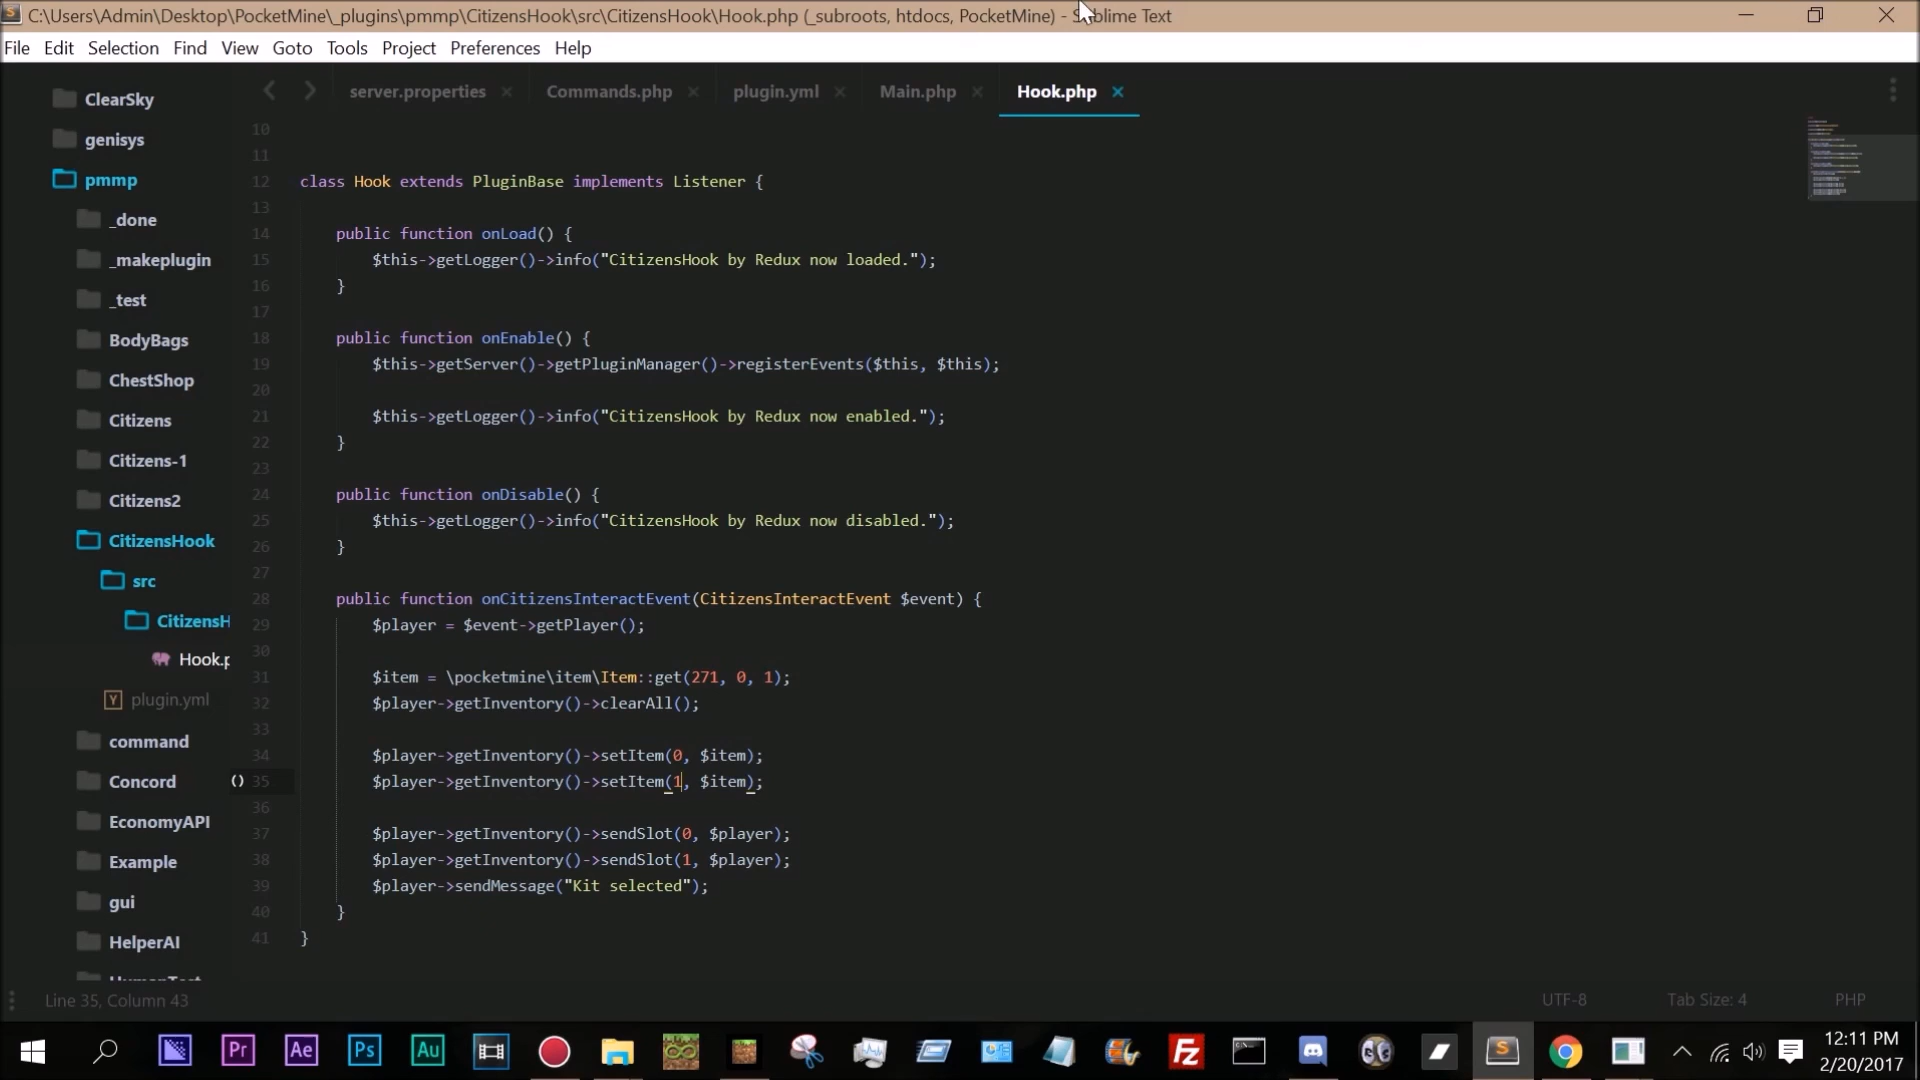 C:\Users\Admin\Desktop\PocketMine\_plugins\pmmp\CitizensHook\src\CitizensHook\Hook.php (_subroots, htdocs, PocketMine) - Sublime Text
File Edit Selection Find View Goto Tools Project Preferences Help
server.properties Commands.php plugin.yml Main.php Hook.php
ClearSky
genisys
pmmp
_done
_makeplugin
_test
BodyBags
ChestShop
Citizens
Citizens-1
Citizens2
CitizensHook
src
CitizensH
Hook.p
plugin.yml
command
Concord
EconomyAPI
Example
gui
HelperAI
10
11
12 class Hook extends PluginBase implements Listener {
13
14 public function onLoad() {
15 $this->getLogger()->info("CitizensHook by Redux now loaded.");
16 }
17
18 public function onEnable() {
19 $this->getServer()->getPluginManager()->registerEvents($this, $this);
20
21 $this->getLogger()->info("CitizensHook by Redux now enabled.");
22 }
23
24 public function onDisable() {
25 $this->getLogger()->info("CitizensHook by Redux now disabled.");
26 }
27
28 public function onCitizensInteractEvent(CitizensInteractEvent $event) {
29 $player = $event->getPlayer();
30
31 $item = \pocketmine\item\Item::get(271, 0, 1);
32 $player->getInventory()->clearAll();
33
34 $player->getInventory()->setItem(0, $item);
() 35 $player->getInventory()->setItem(1, $item);
36
37 $player->getInventory()->sendSlot(0, $player);
38 $player->getInventory()->sendSlot(1, $player);
39 $player->sendMessage("Kit selected");
40 }
41 }
Line 35, Column 43 UTF-8 Tab Size: 4 PHP
Pr Ae Ps Au Fz S
12:11 PM
2/20/2017